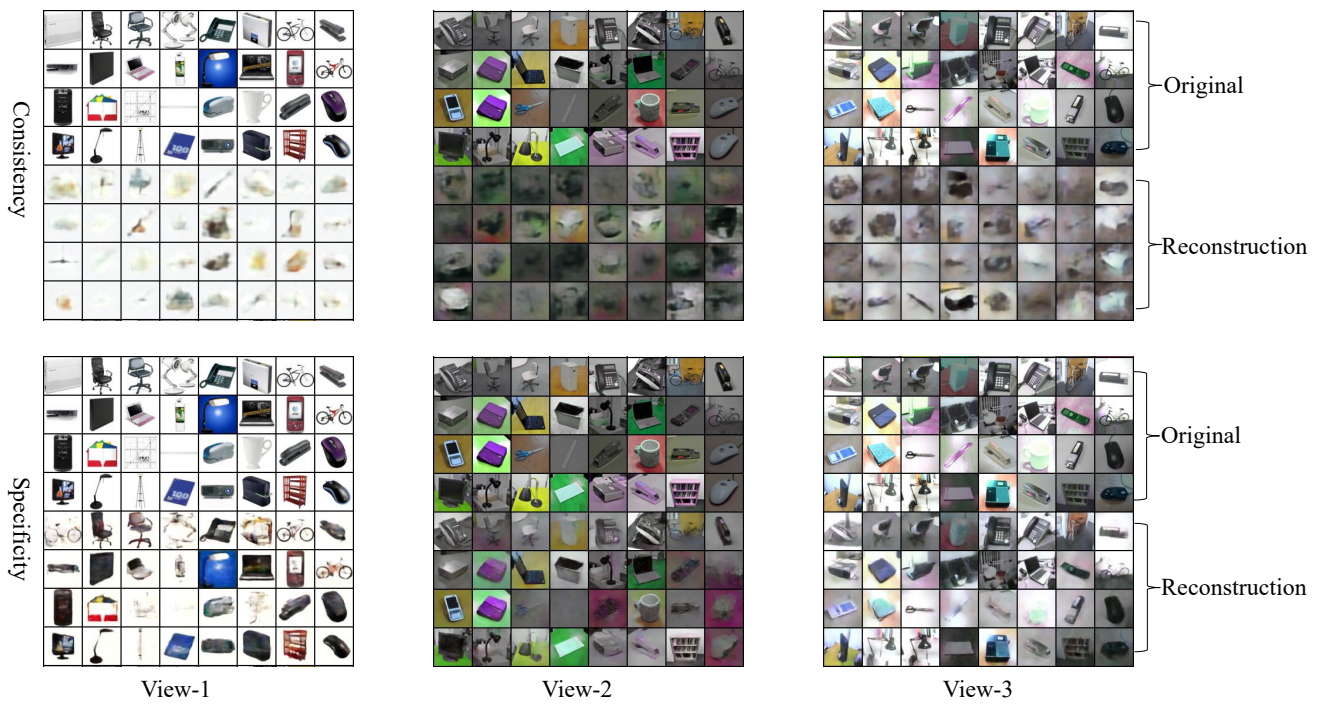 Consistency
Original
Reconstruction
Specificity
Original
Reconstruction
View-1
View-2
View-3